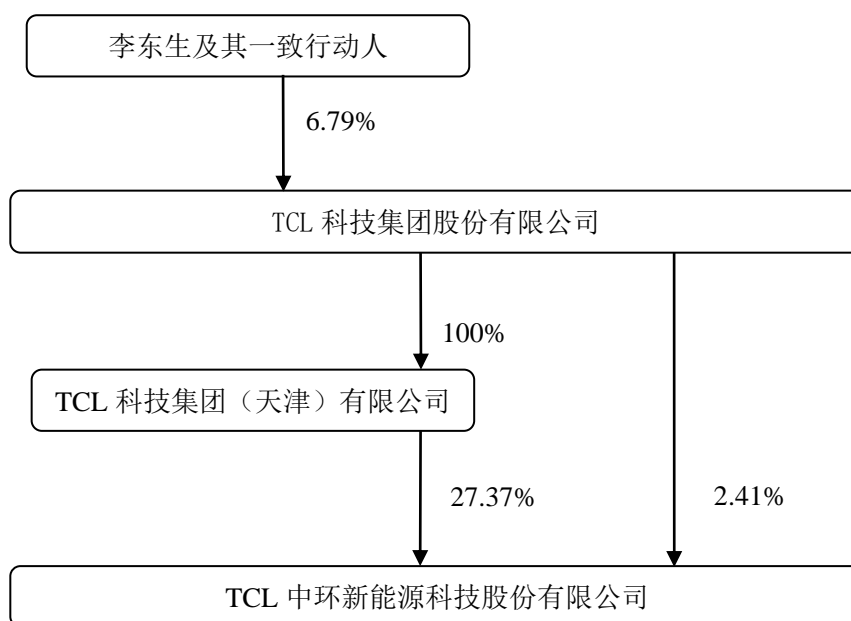 李东生及其一致行动人
6.79%
TCL 科技集团股份有限公司
100%
TCL 科技集团（天津）有限公司
27.37%
2.41%
TCL 中环新能源科技股份有限公司